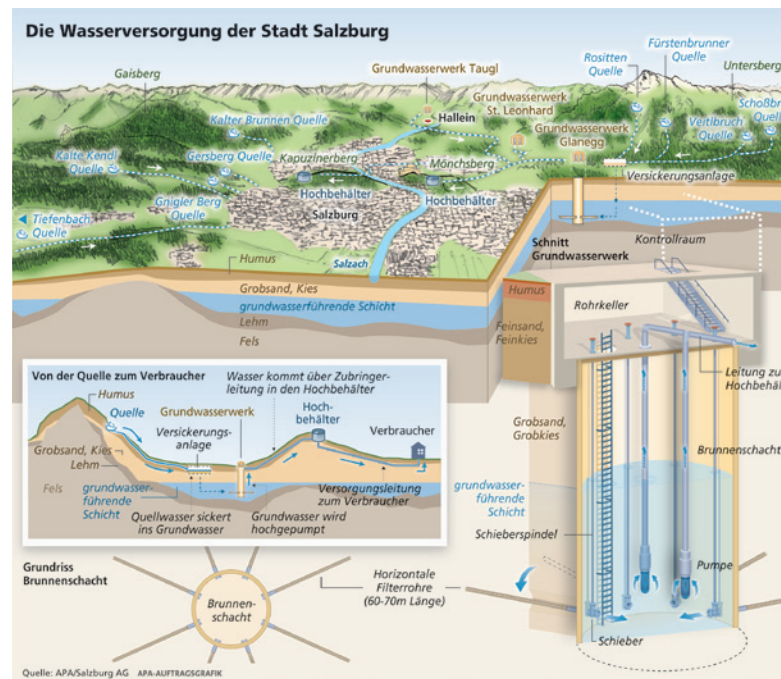 Die Wasserversorgung der Stadt Salzburg
Gaisberg
Grundwasserwerk Taugl
Rositten
Quelle
Fürstenbrunner
Quelle
Untersberg
Kalter Brunnen Quelle
Hallein
Grundwasserwerk
St. Leonhard
Schoßbr
Quel
Veitlbruch
Quelle
Grundwasserwerk
Glanegg
Kalte Kendl
Quelle
Gersberg Quelle
Kapuzinerberg
Mönchsberg
Versickerungsanlage
Gnigler Berg
Quelle
Hochbehälter
Hochbehälter
Salzburg
Tiefenbach
Quelle
Kontrollraum
Schnitt
Grundwasserwerk
Salzach
Humus
Grobsand, Kies
grundwasserführende Schicht
Lehm
Fels
Humus
Rohrkeller
Feinsand,
Feinkies
Leitung zu
Hochbehäl
Von der Quelle zum Verbraucher
Wasser kommt über Zubringer-
leitung in den Hochbehälter
Humus
Quelle
Grundwasserwerk
Hoch-
behälter
Versickerungs-
anlage
Verbraucher
Grobsand, Kies
Lehm
Fels
grundwasser-
führende
Schicht
Versorgungsleitung
zum Verbraucher
Quellwasser sickert
ins Grundwasser
Grundwasser wird
hochgepumpt
Grobsand,
Grobkies
Brunnenschacht
grundwasser-
führende
Schicht
Schieberspindel
Pumpe
Schieber
Grundriss
Brunnenschacht
Brunnen-
schacht
Horizontale
Filterrohre
(60-70m Länge)
Quelle: APA/Salzburg AG APA-AUFTRAGSGRAFIK